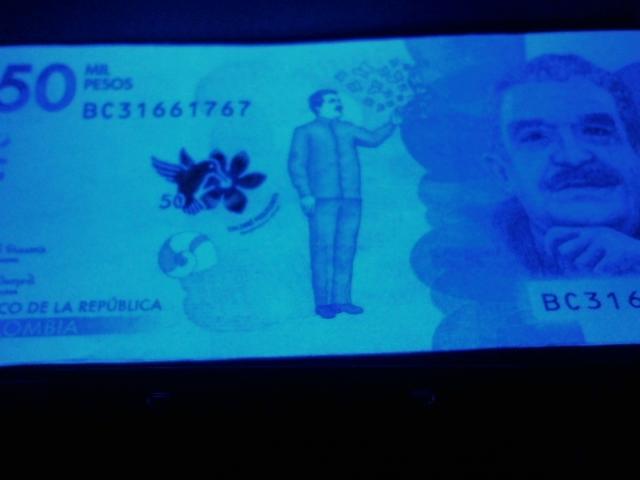 50 MIL
PESOS
BC31661767
50
CO DE LA REPÚBLICA
OMBIA
BC316